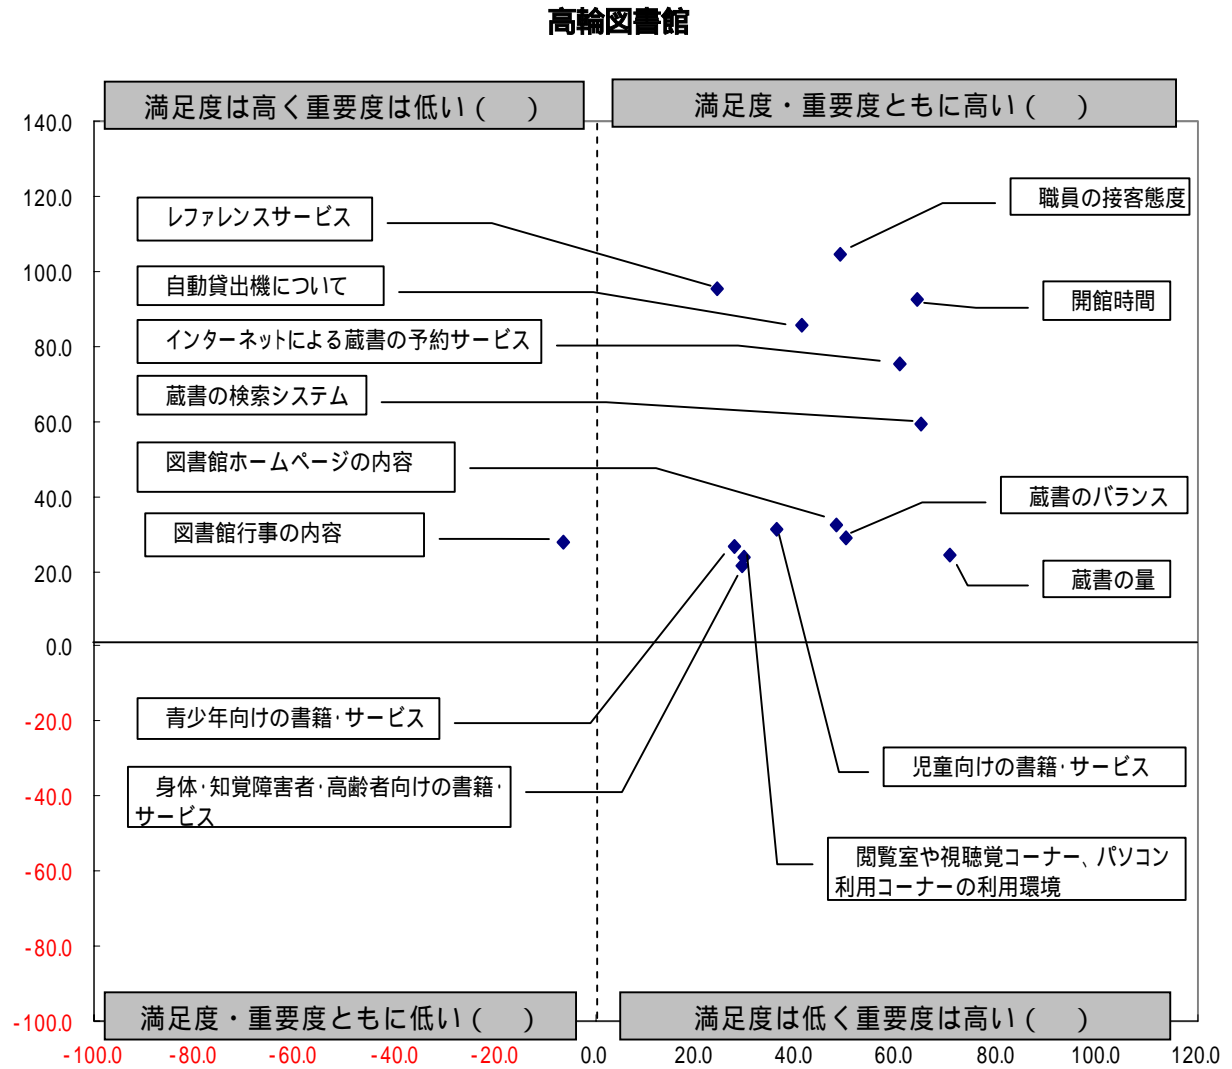 高輪図書館
満足度は高く重要度は低い（　）
満足度・重要度ともに高い（　）
140.0
120.0
100.0
80.0
60.0
40.0
20.0
0.0
-20.0
-40.0
-60.0
-80.0
-100.0
レファレンスサービス
職員の接客態度
自動貸出機について
開館時間
インターネットによる蔵書の予約サービス
蔵書の検索システム
図書館ホームページの内容
蔵書のバランス
図書館行事の内容
蔵書の量
青少年向けの書籍・サービス
児童向けの書籍・サービス
身体・知覚障害者・高齢者向けの書籍・
サービス
閲覧室や視聴覚コーナー、パソコン
利用コーナーの利用環境
満足度・重要度ともに低い（　）
満足度は低く重要度は高い（　）
-100.0
-80.0
-60.0
-40.0
-20.0
0.0
20.0
40.0
60.0
80.0
100.0
120.0